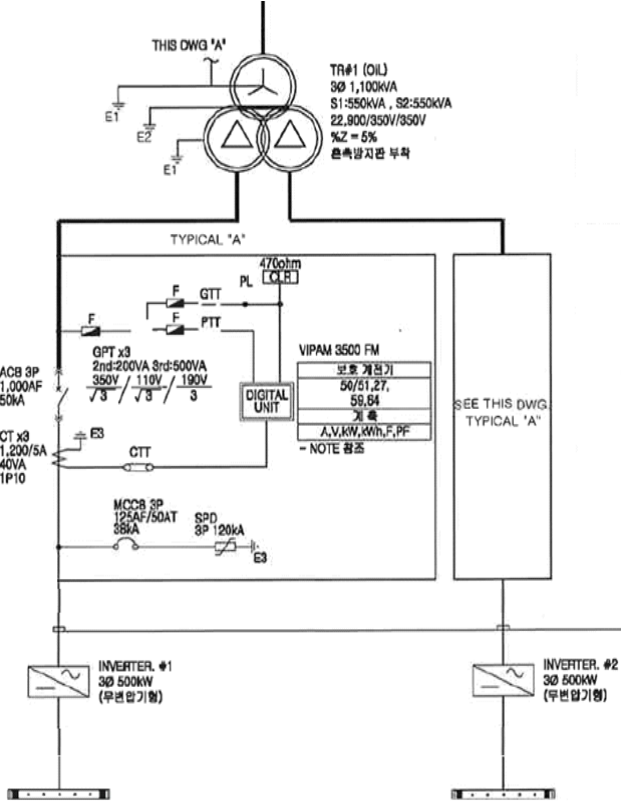 THIS DWG "A"
TR#1 (OIL)
3Ø 1,100kVA
S1:550kVA , S2:550kVA
22,900/350V/350V
%Z = 5%
혼촉방지판 부착
E1
E2
E1
TYPICAL "A"
470ohm
CLR
PL
F
GTT
F
F
PTT
GPT x3
2nd:200VA 3rd:500VA
350V/√3 / 110V/√3 / 190V/3
ACB 3P
1,000AF
50kA
DIGITAL
UNIT
VIPAM 3500 FM
보호 계전기
50/51,27,
59,64
계 측
A,V,kW,kWh,F,PF
- NOTE 참조
SEE THIS DWG
TYPICAL "A"
CT x3
1,200/5A
40VA
1P10
E3
CTT
MCCB 3P
125AF/50AT
38kA
SPD
3P 120kA
E3
INVERTER. #1
3Ø 500kW
(무변압기형)
INVERTER. #2
3Ø 500kW
(무변압기형)